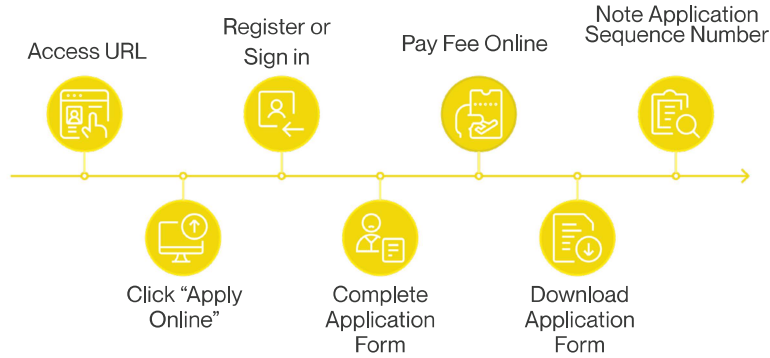 Access URL
Click “Apply
Online”
Register or
Sign in
Complete
Application
Form
Pay Fee Online
Download
Application
Form
Note Application
Sequence Number